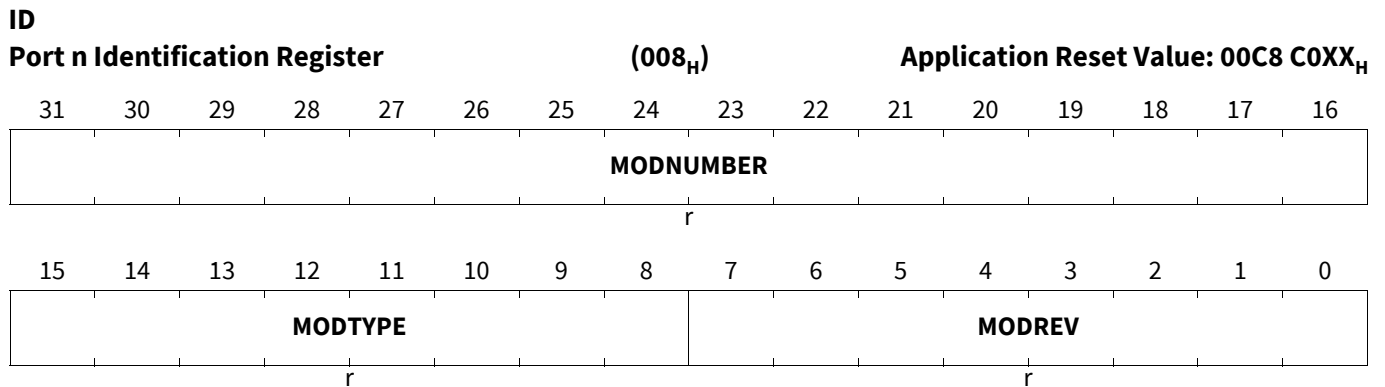 ID
Port n Identification Register (008H) Application Reset Value: 00C8 C0XXH
31 30 29 28 27 26 25 24 23 22 21 20 19 18 17 16
MODNUMBER
r
15 14 13 12 11 10 9 8 7 6 5 4 3 2 1 0
MODTYPE MODREV
r r